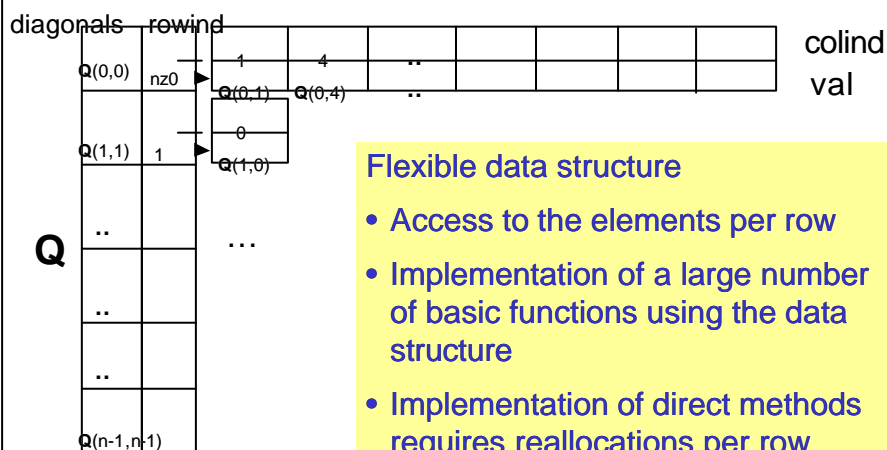 diagonals rowind
colind
val
Q(0,0) nz0 1 4 ..
Q(0,1) Q(0,4) ..
Q(1,1) 1 0
Q(1,0)
Q
..
...
..
..
Q(n-1,n-1)
Flexible data structure
• Access to the elements per row
• Implementation of a large number
of basic functions using the data
structure
• Implementation of direct methods
requires reallocations per row